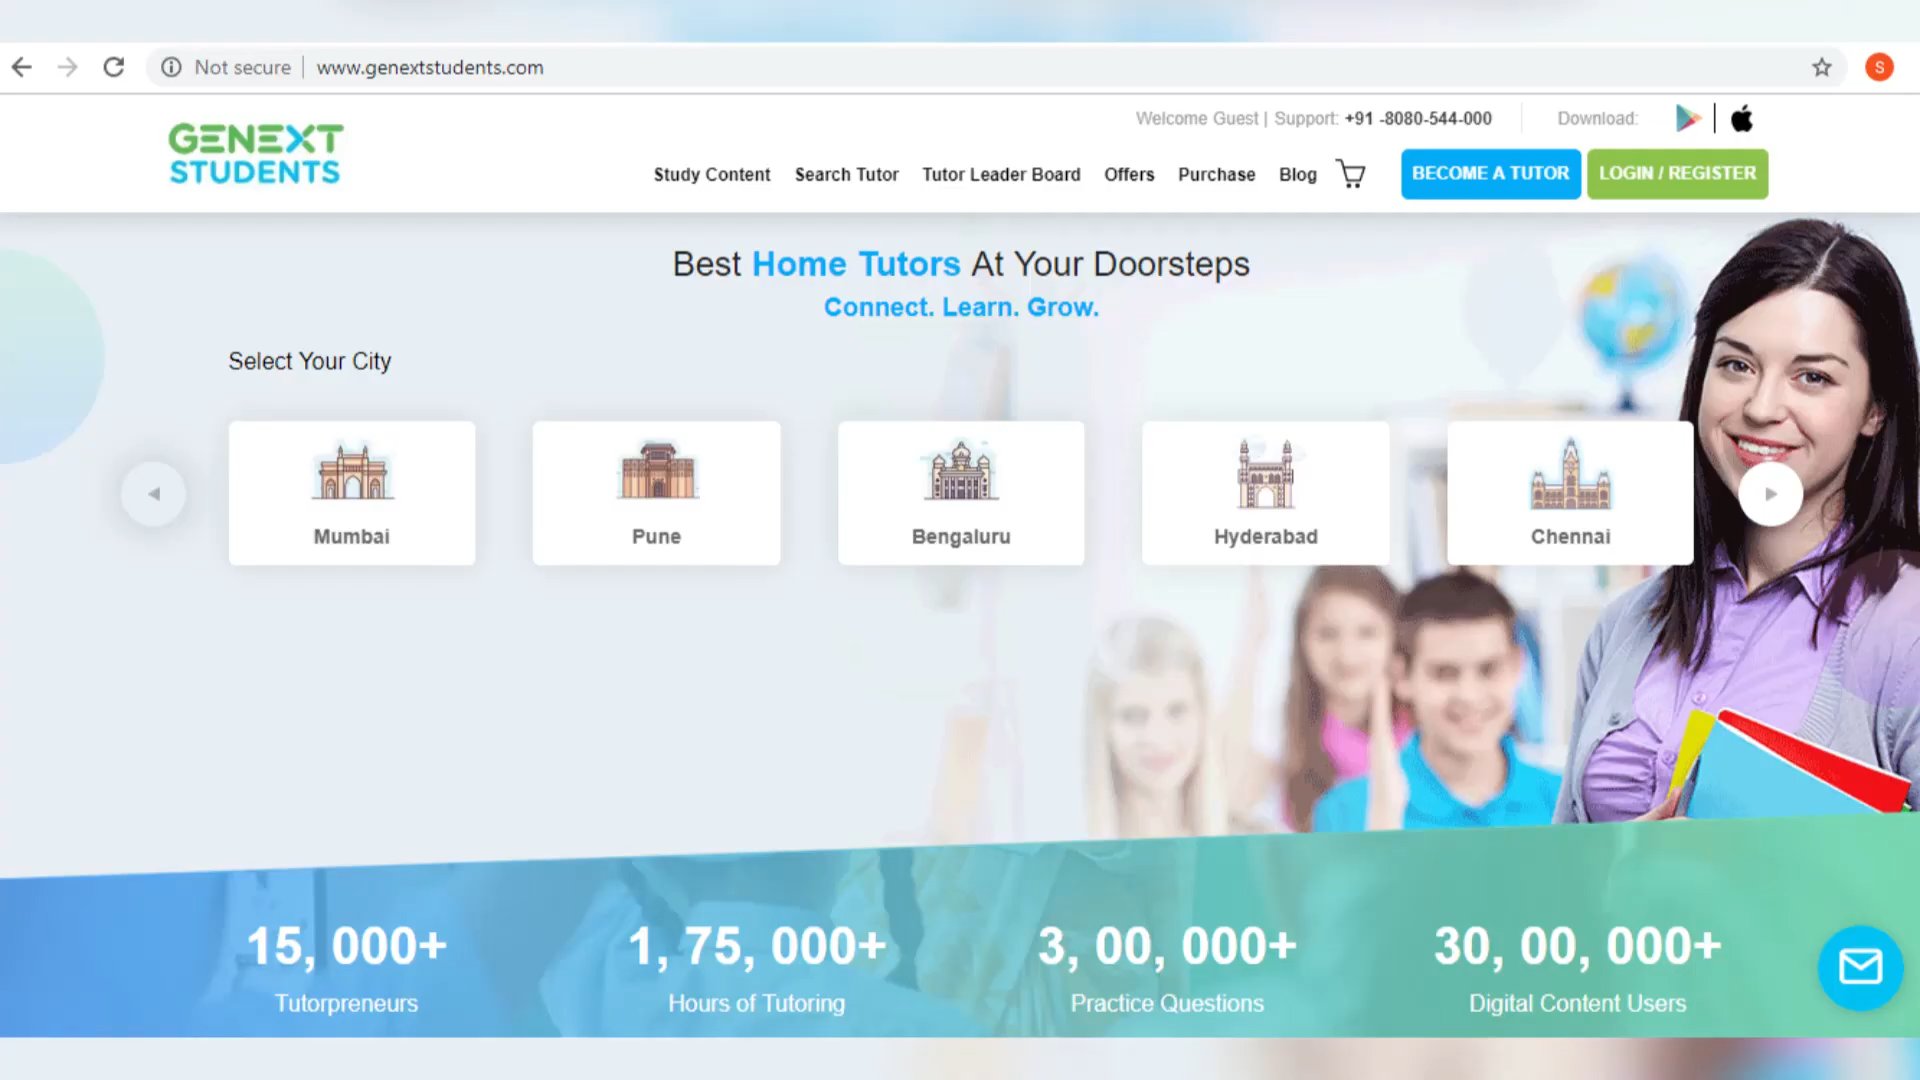 Not secure www.genextstudents.com S
Welcome Guest | Support: +91 -8080-544-000 Download:
GENEXT
STUDENTS
Study Content Search Tutor Tutor Leader Board Offers Purchase Blog BECOME A TUTOR LOGIN / REGISTER
Best Home Tutors At Your Doorsteps
Connect. Learn. Grow.
Select Your City
Mumbai Pune Bengaluru Hyderabad Chennai
15, 000+ 1, 75, 000+ 3, 00, 000+ 30, 00, 000+
Tutorpreneurs Hours of Tutoring Practice Questions Digital Content Users